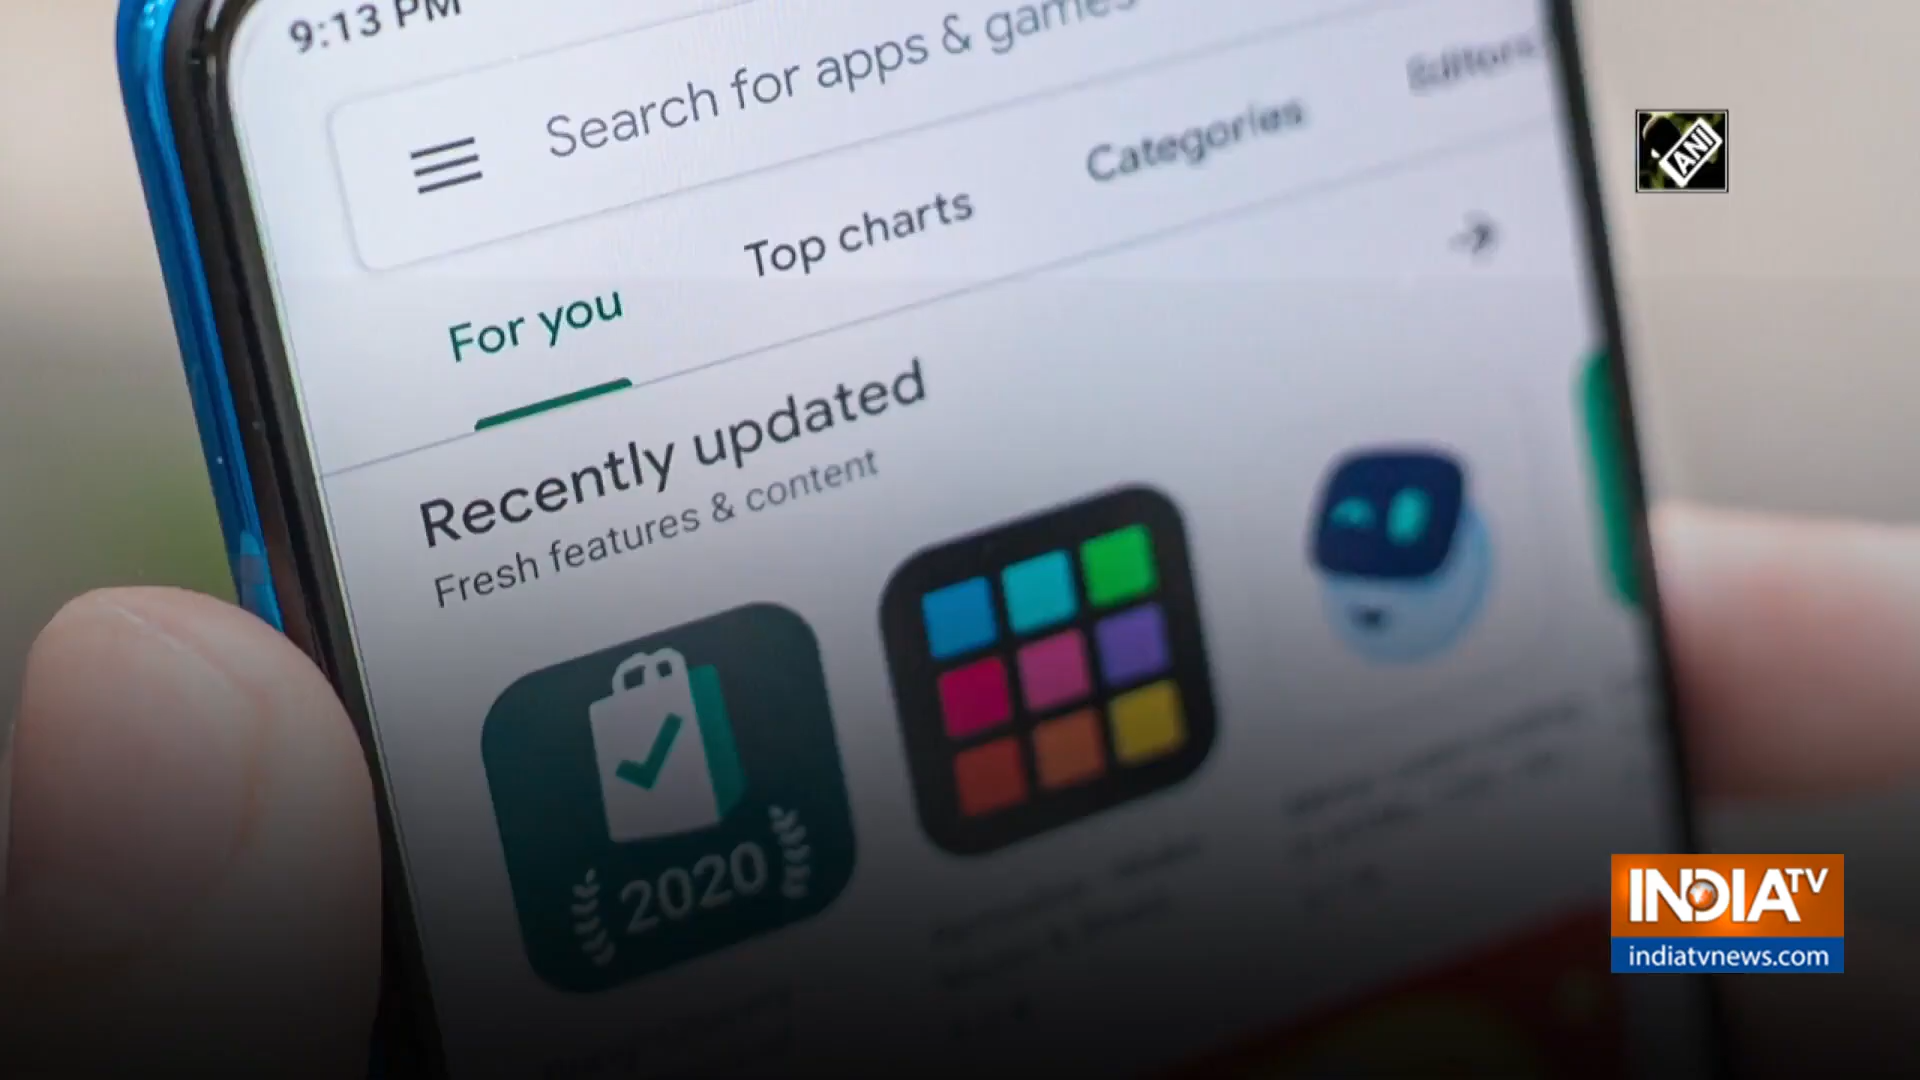 9:13 PM
Search for apps & games
For you
Top charts
Categories
Editors
Recently updated
Fresh features & content
2020
ANI
INDIA TV
indiatvnews.com